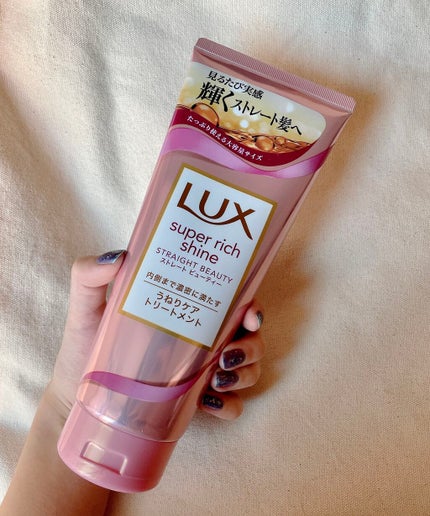 見るたび実感
輝くストレート髪へ
たっぷり使える大容量サイズ
LUX
super rich
shine
STRAIGHT BEAUTY
ストレート ビューティー
内側まで濃密に満たす
うねりケア
トリートメント